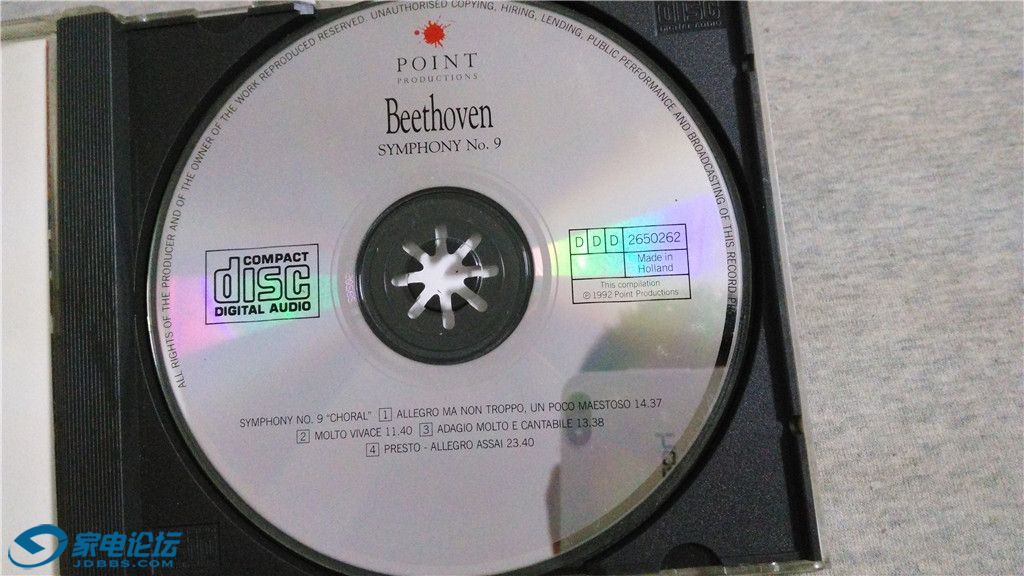 ALL RIGHTS OF THE PRODUCER AND OF THE OWNER OF THE WORK REPRODUCED RESERVED. UNAUTHORISED COPYING, HIRING, LENDING, PUBLIC PERFORMANCE AND BROADCASTING OF THIS RECORD
POINT
PRODUCTIONS
Beethoven
SYMPHONY No. 9
COMPACT
disc
DIGITAL AUDIO
D D D 2650262
Made in
Holland
This compilation
℗ 1992 Point Productions
SYMPHONY NO. 9 "CHORAL" 1 ALLEGRO MA NON TROPPO, UN POCO MAESTOSO 14.37
2 MOLTO VIVACE 11.40 3 ADAGIO MOLTO E CANTABILE 13.38
4 PRESTO - ALLEGRO ASSAI 23.40
disc
DIGITAL AUDIO
家电论坛
JDBBS.COM